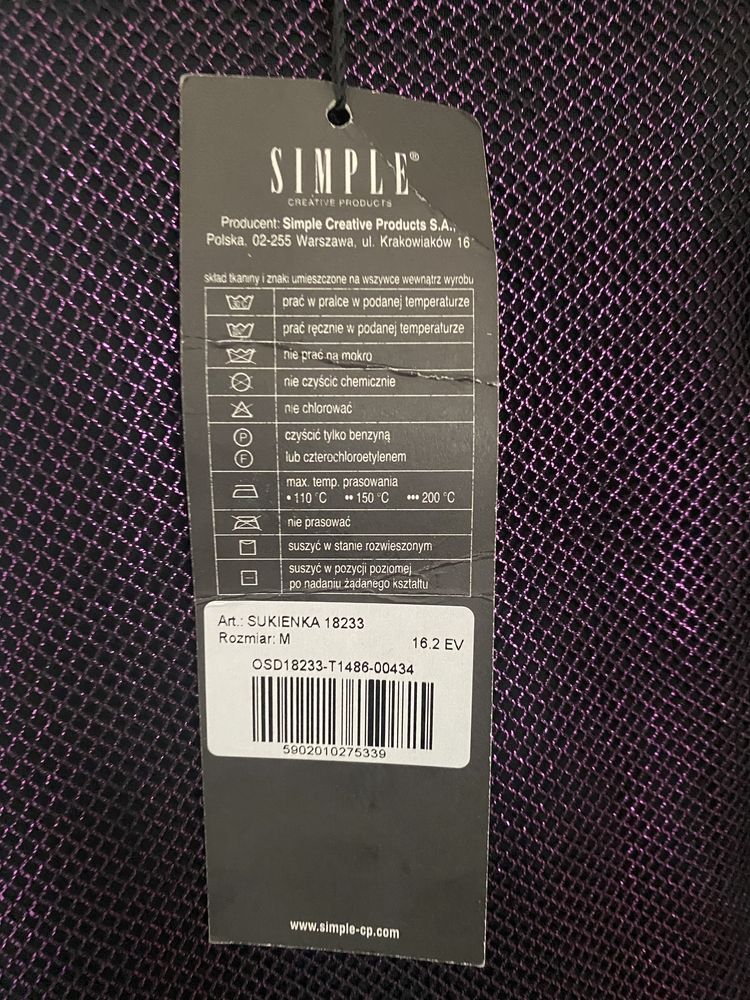 SIMPLE®
CREATIVE PRODUCTS
Producent: Simple Creative Products S.A.,
Polska, 02-255 Warszawa, ul. Krakowiaków 16
skład tkaniny i znaki umieszczone na wszywce wewnątrz wyrobu
prać w pralce w podanej temperaturze
prać ręcznie w podanej temperaturze
nie prać na mokro
nie czyścić chemicznie
nie chlorować
P czyścić tylko benzyną
F lub czterochloroetylenem
max. temp. prasowania
• 110 °C •• 150 °C ••• 200 °C
nie prasować
suszyć w stanie rozwieszonym
suszyć w pozycji poziomej
po nadaniu żądanego kształtu
Art.: SUKIENKA 18233
Rozmiar: M 16.2 EV
OSD18233-T1486-00434
5902010275339
www.simple-cp.com